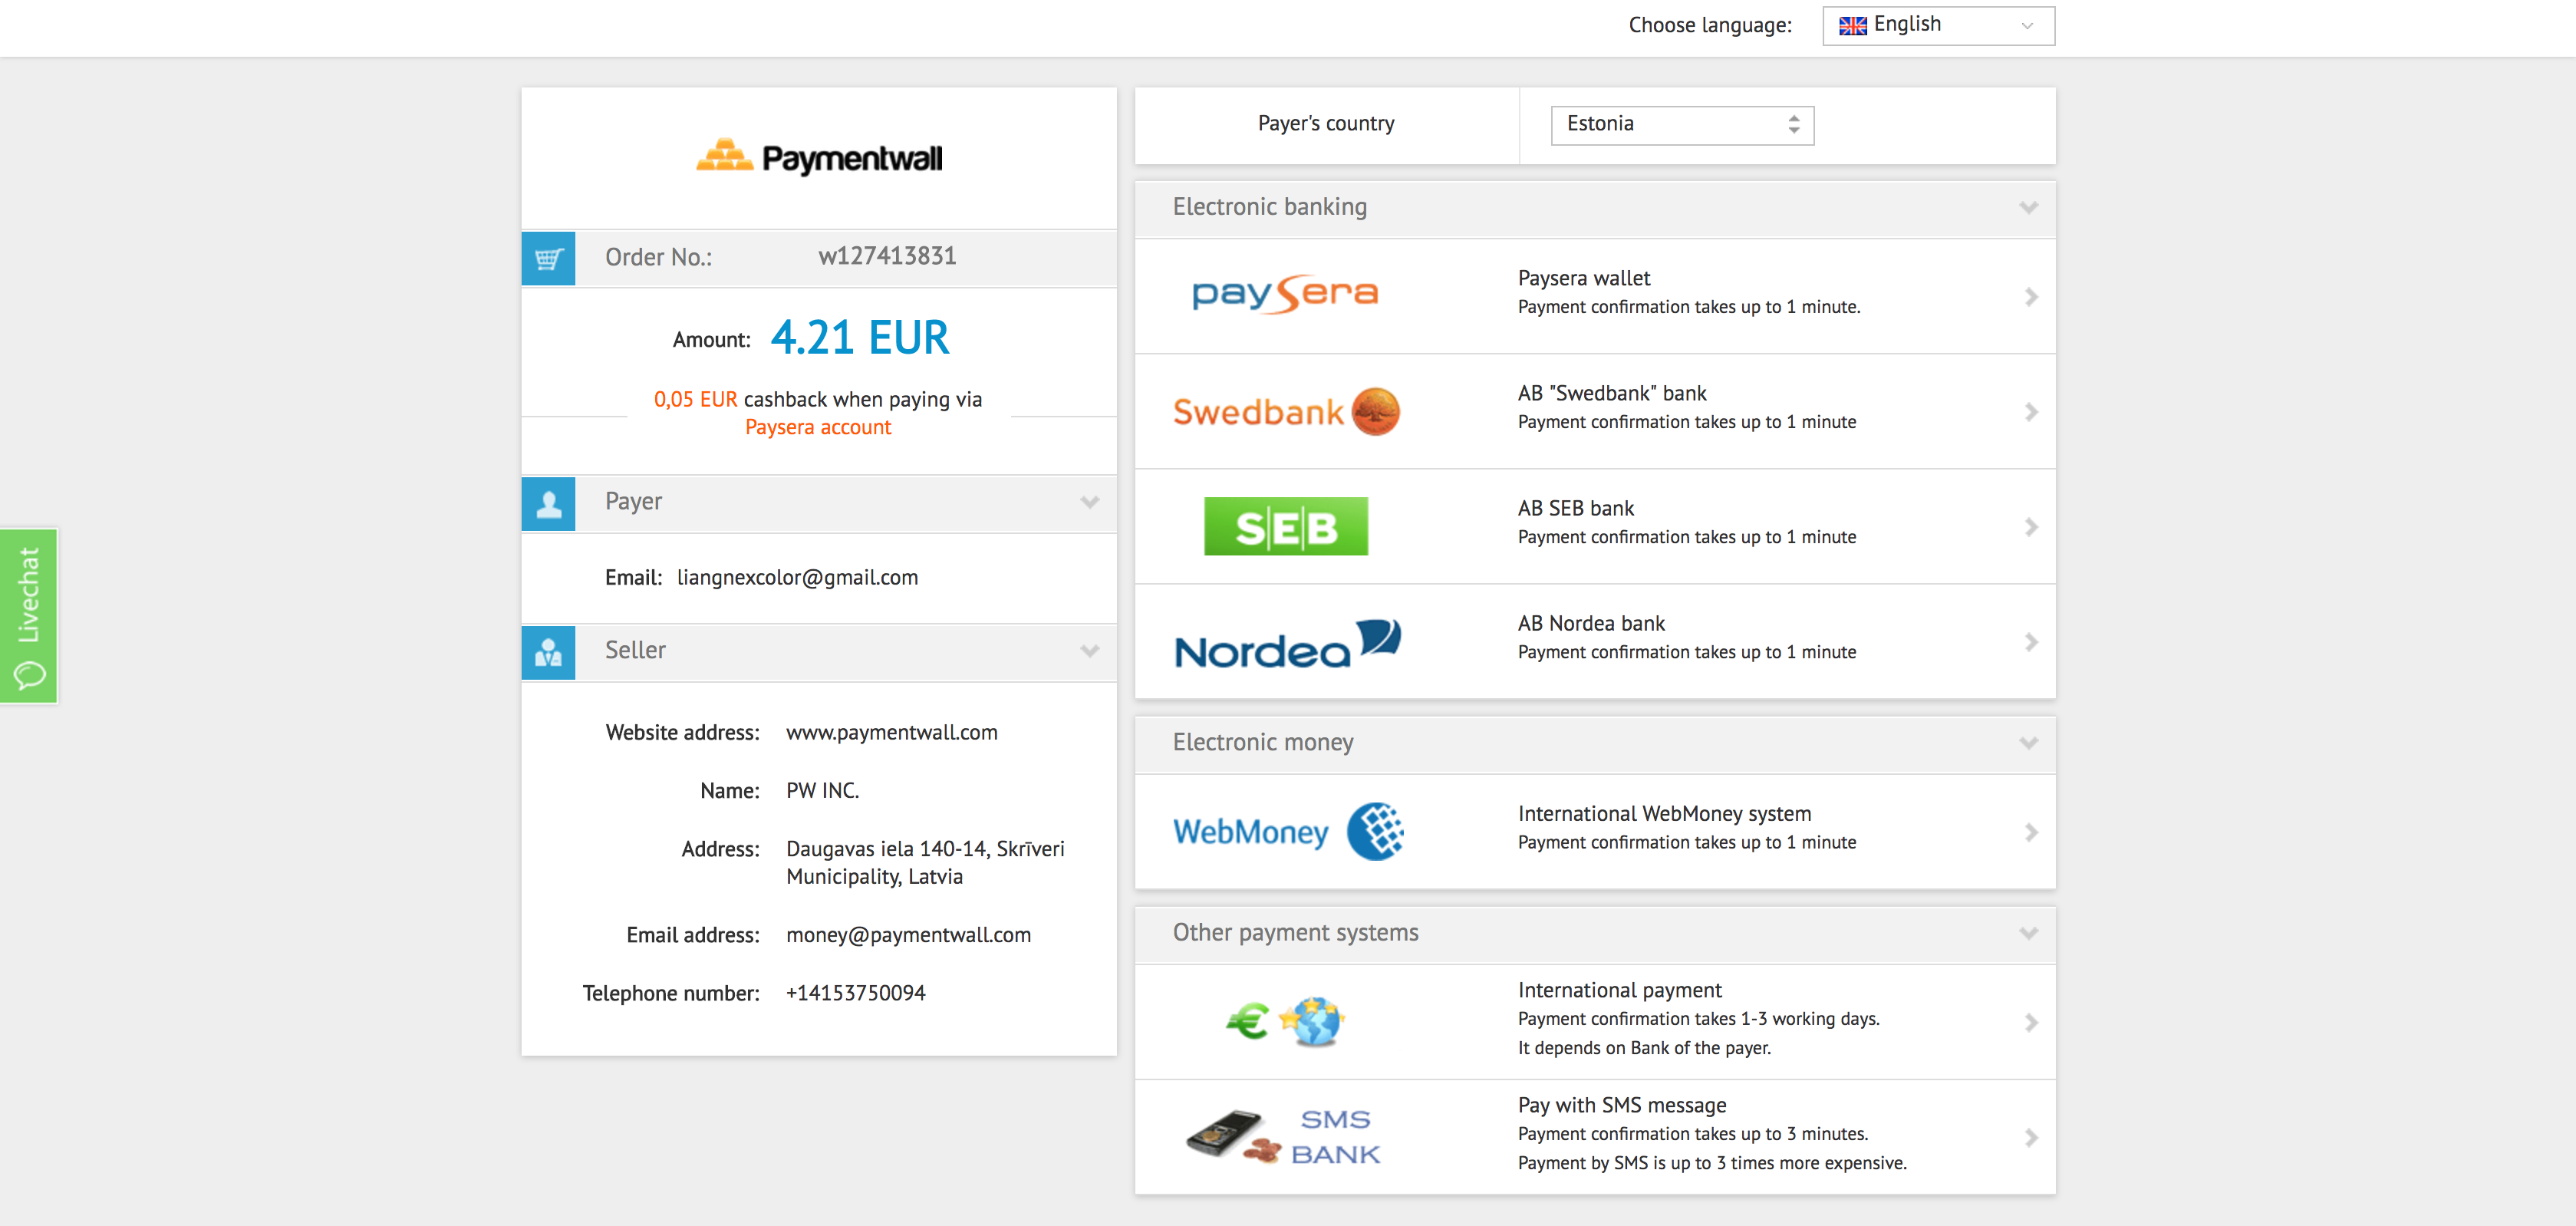 Choose language: English
Paymentwall
Order No.: w127413831
Amount: 4.21 EUR
0,05 EUR cashback when paying via
Paysera account
Payer
Email: liangnexcolor@gmail.com
Seller
Website address: www.paymentwall.com
Name: PW INC.
Address: Daugavas iela 140-14, Skrīveri
Municipality, Latvia
Email address: money@paymentwall.com
Telephone number: +14153750094
Livechat
Payer's country Estonia
Electronic banking
paysera
Paysera wallet
Payment confirmation takes up to 1 minute.
Swedbank
AB "Swedbank" bank
Payment confirmation takes up to 1 minute
SEB
AB SEB bank
Payment confirmation takes up to 1 minute
Nordea
AB Nordea bank
Payment confirmation takes up to 1 minute
Electronic money
WebMoney
International WebMoney system
Payment confirmation takes up to 1 minute
Other payment systems
€
International payment
Payment confirmation takes 1-3 working days.
It depends on Bank of the payer.
SMS
BANK
Pay with SMS message
Payment confirmation takes up to 3 minutes.
Payment by SMS is up to 3 times more expensive.